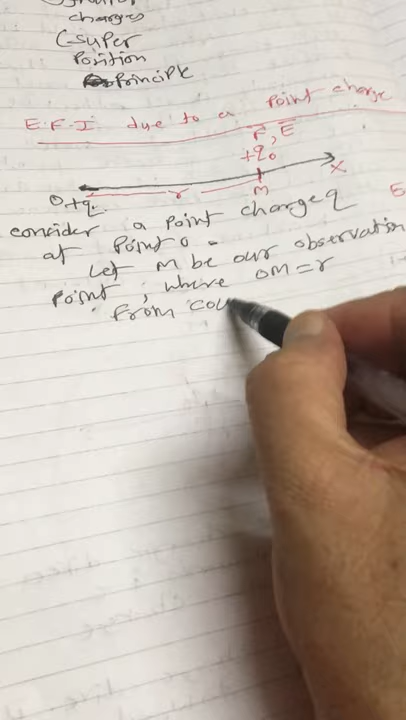 charges
(-super
Position
Principle
E.F.I due to a Point charge
F, E
+q₀
X
O+q
r
M
consider a Point charge q
at Point O.
Let M be our observation
Point, where OM=r
From cou